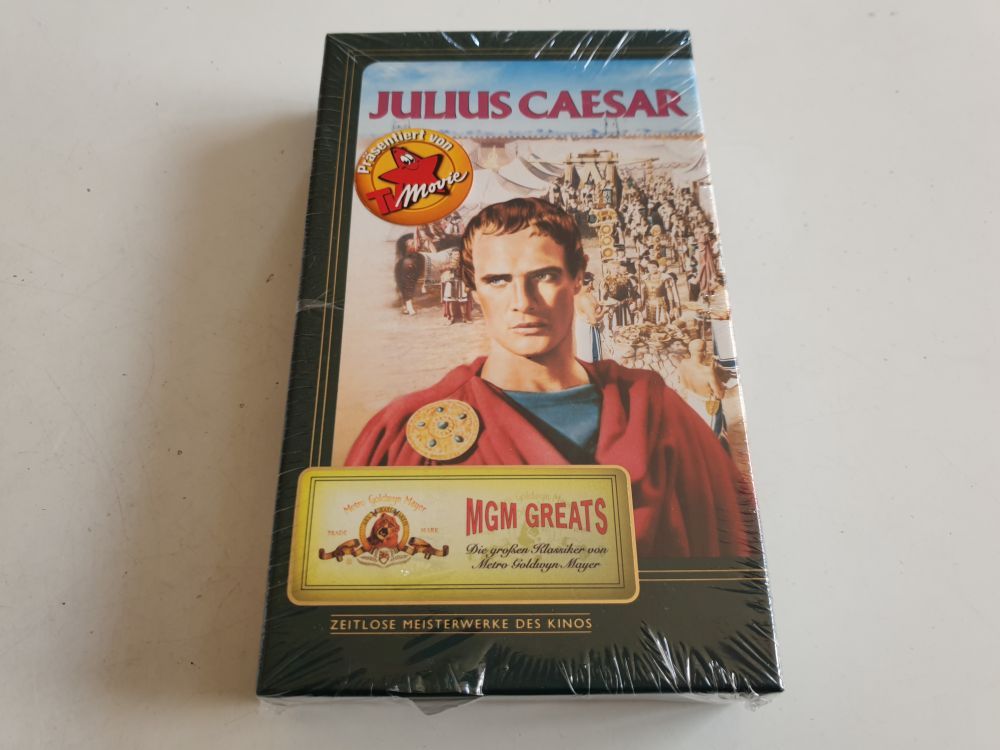 JULIUS CAESAR
Präsentiert von
TV Movie
Metro Goldwyn Mayer
TRADE MARK
MGM GREATS
Die großen Klassiker von
Metro Goldwyn Mayer
ZEITLOSE MEISTERWERKE DES KINOS